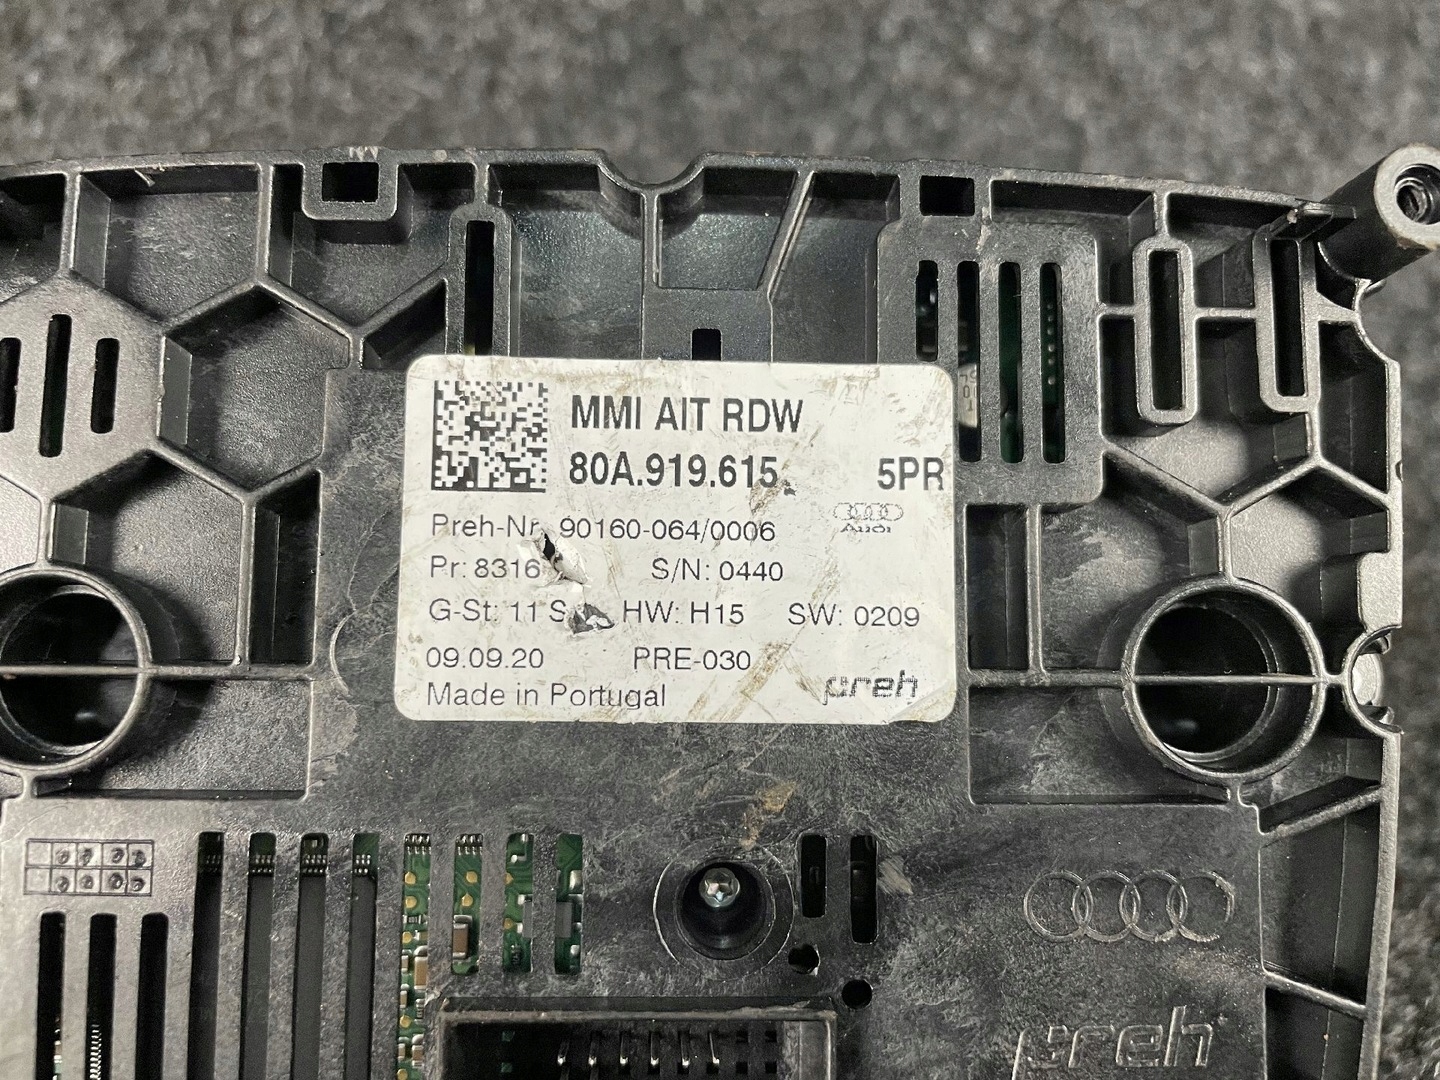 MMI AIT RDW
80A.919.615 5PR
Audi
Preh-Nr. 90160-064/0006
Pr: 8316 S/N: 0440
G-St: 11 HW: H15 SW: 0209
09.09.20 PRE-030
Made in Portugal preh
preh